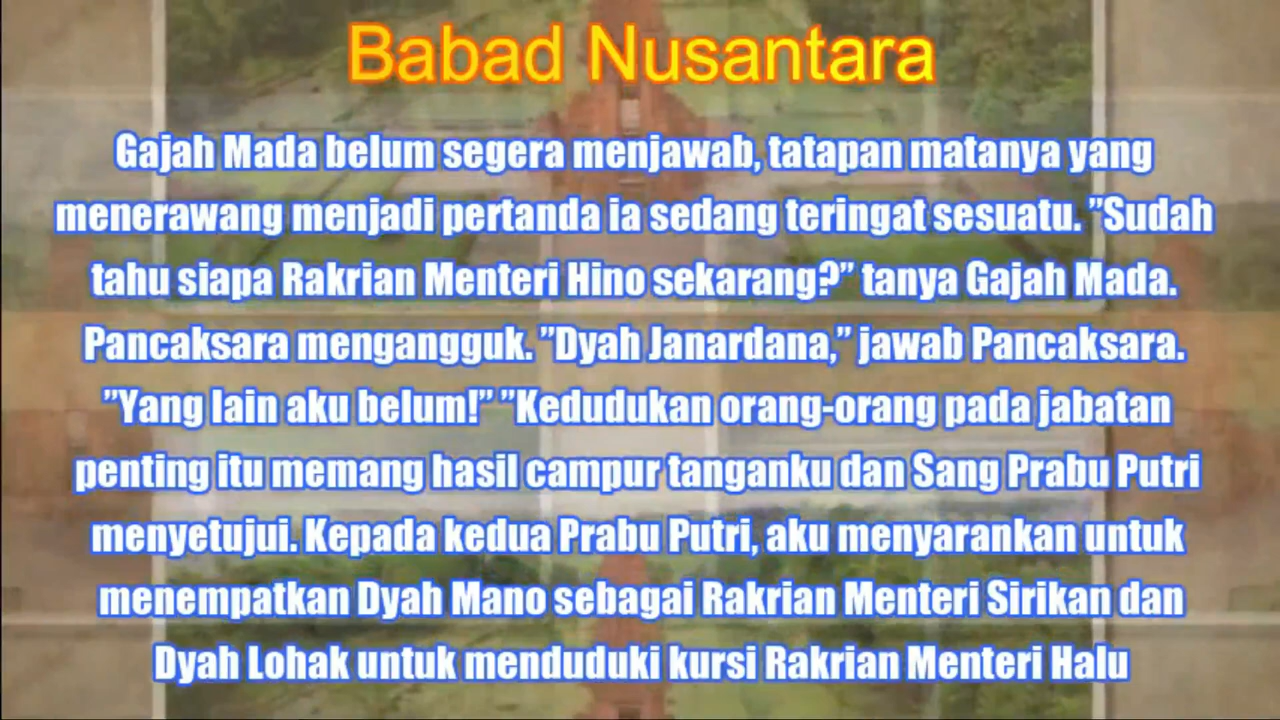 Babad Nusantara
Gajah Mada belum segera menjawab, tatapan matanya yang
menerawang menjadi pertanda ia sedang teringat sesuatu. ”Sudah
tahu siapa Rakrian Menteri Hino sekarang?” tanya Gajah Mada.
Pancaksara mengangguk. ”Dyah Janardana,” jawab Pancaksara.
”Yang lain aku belum!” ”Kedudukan orang-orang pada jabatan
penting itu memang hasil campur tanganku dan Sang Prabu Putri
menyetujui. Kepada kedua Prabu Putri, aku menyarankan untuk
menempatkan Dyah Mano sebagai Rakrian Menteri Sirikan dan
Dyah Lohak untuk menduduki kursi Rakrian Menteri Halu